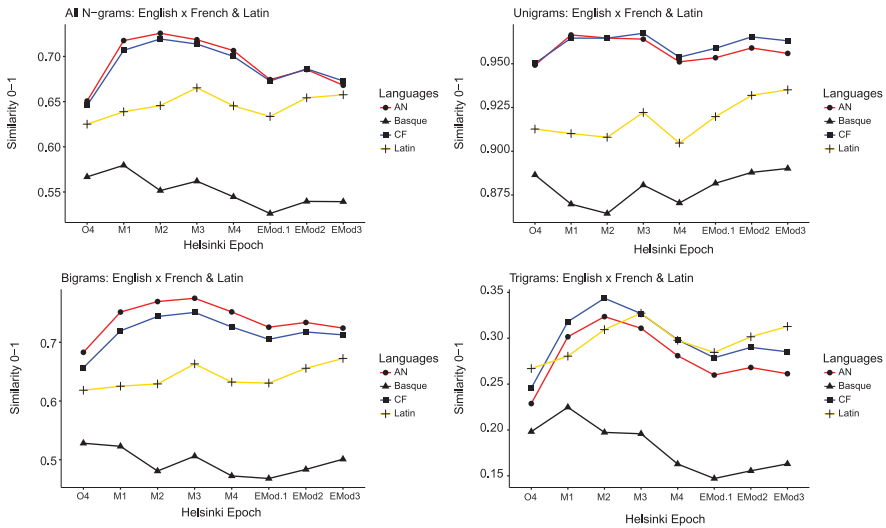 All N-grams: English x French & Latin
Similarity 0-1
0.70
0.65
0.60
0.55
O4 M1 M2 M3 M4 EMod.1 EMod2 EMod3
Helsinki Epoch
Languages
AN
Basque
CF
Latin
Unigrams: English x French & Latin
Similarity 0-1
0.950
0.925
0.900
0.875
O4 M1 M2 M3 M4 EMod.1 EMod2 EMod3
Helsinki Epoch
Languages
AN
Basque
CF
Latin
Bigrams: English x French & Latin
Similarity 0-1
0.7
0.6
0.5
O4 M1 M2 M3 M4 EMod.1 EMod2 EMod3
Helsinki Epoch
Languages
AN
Basque
CF
Latin
Trigrams: English x French & Latin
Similarity 0-1
0.35
0.30
0.25
0.20
0.15
O4 M1 M2 M3 M4 EMod.1 EMod2 EMod3
Helsinki Epoch
Languages
AN
Basque
CF
Latin